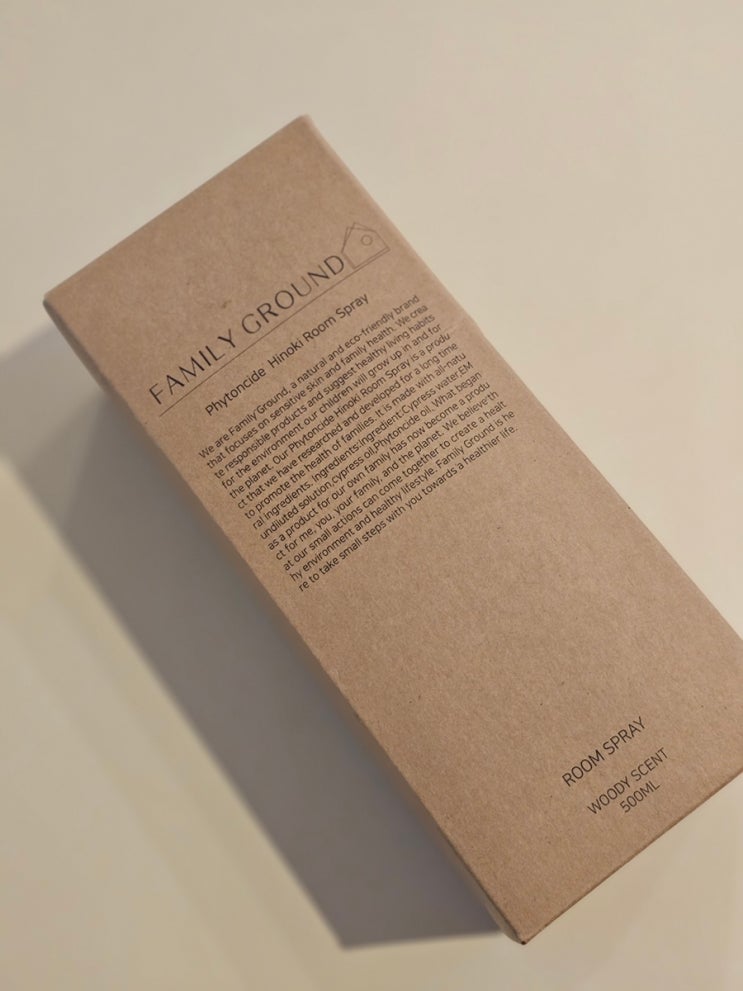 FAMILY GROUND
Phytoncide Hinoki Room Spray
We are Family Ground, a natural and eco-friendly brand
that focuses on sensitive skin and family health. We crea
te responsible products and suggest healthy living habits
for the environment our children will grow up in and for
the planet. Our Phytoncide Hinoki Room Spray is a produ
ct that we have researched and developed for a long time
to promote the health of families. It is made with all-natu
ral ingredients. Ingredients:ingredient:Cypress water.EM
undiluted solution.cypress oil,Phytoncide oil, What began
as a product for our own family has now become a produ
ct for me, you, your family, and the planet. We believe th
at our small actions can come together to create a healt
hy environment and healthy lifestyle. Family Ground is he
re to take small steps with you towards a healthier life.
ROOM SPRAY
WOODY SCENT
500ML